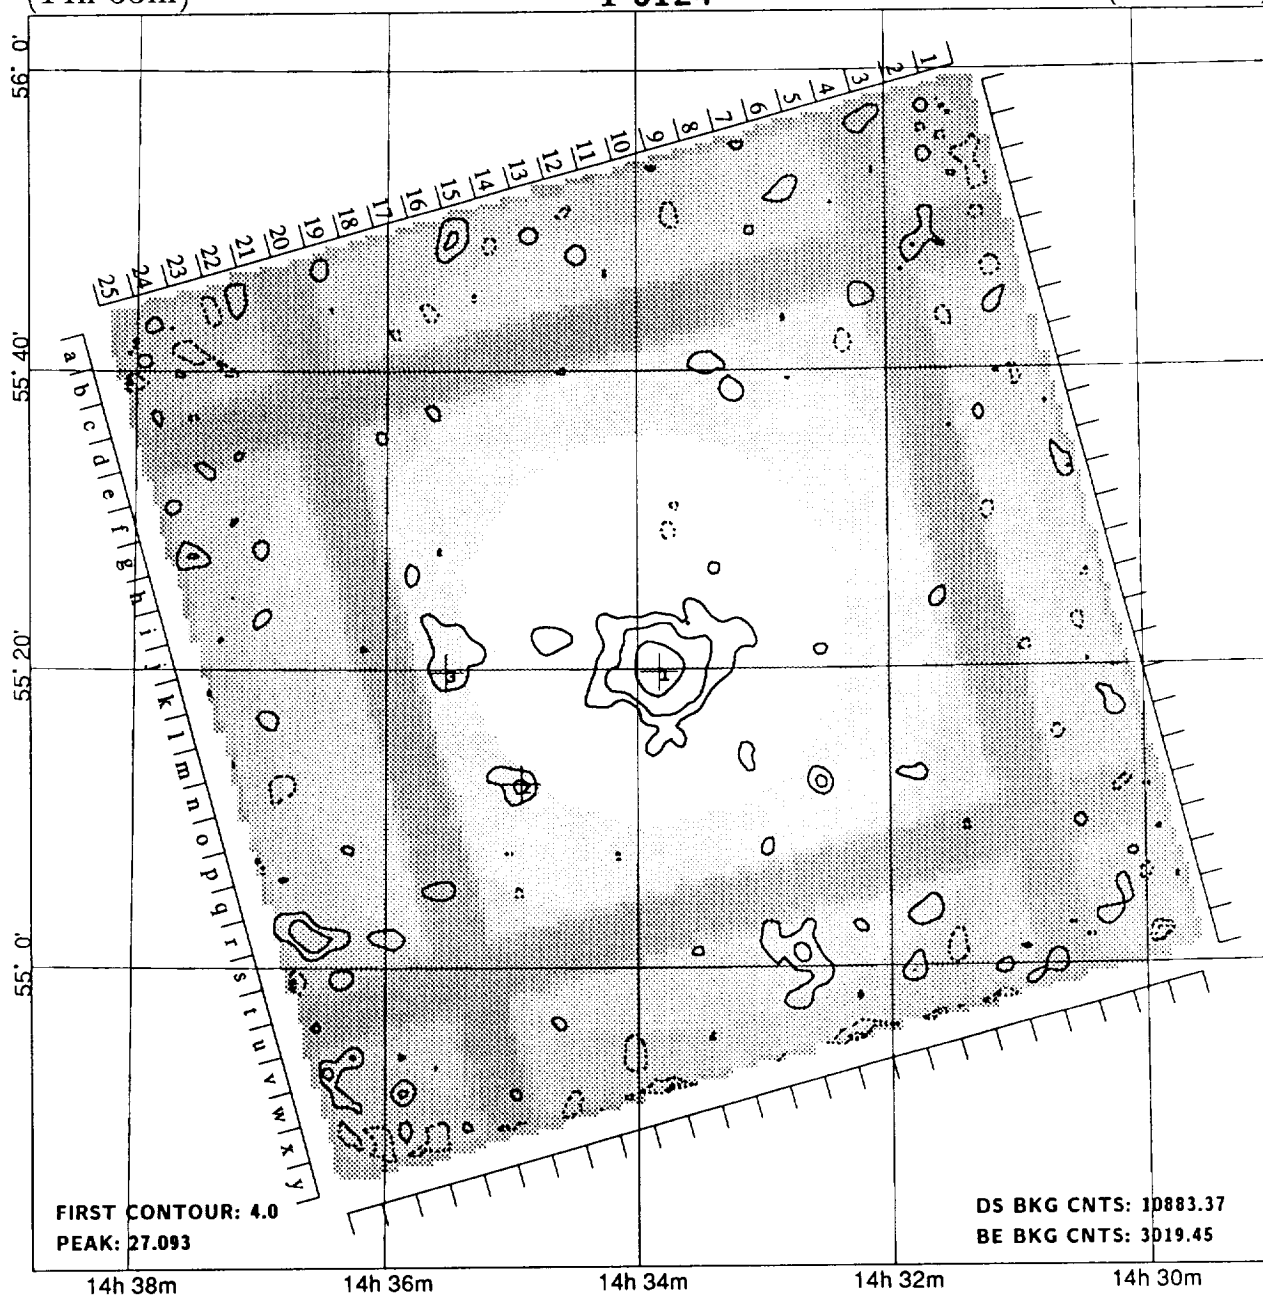 1 2 3 4 5 6 7 8 9 10 11 12 13 14 15 16 17 18 19 20 21 22 23 24 25
56° 0'
55° 40'
55° 20'
55° 0'
a b c d e f g h i j k l m n o p q r s t u v w x y
1
2
3
FIRST CONTOUR: 4.0
PEAK: 27.093
DS BKG CNTS: 10883.37
BE BKG CNTS: 3019.45
14h 38m 14h 36m 14h 34m 14h 32m 14h 30m